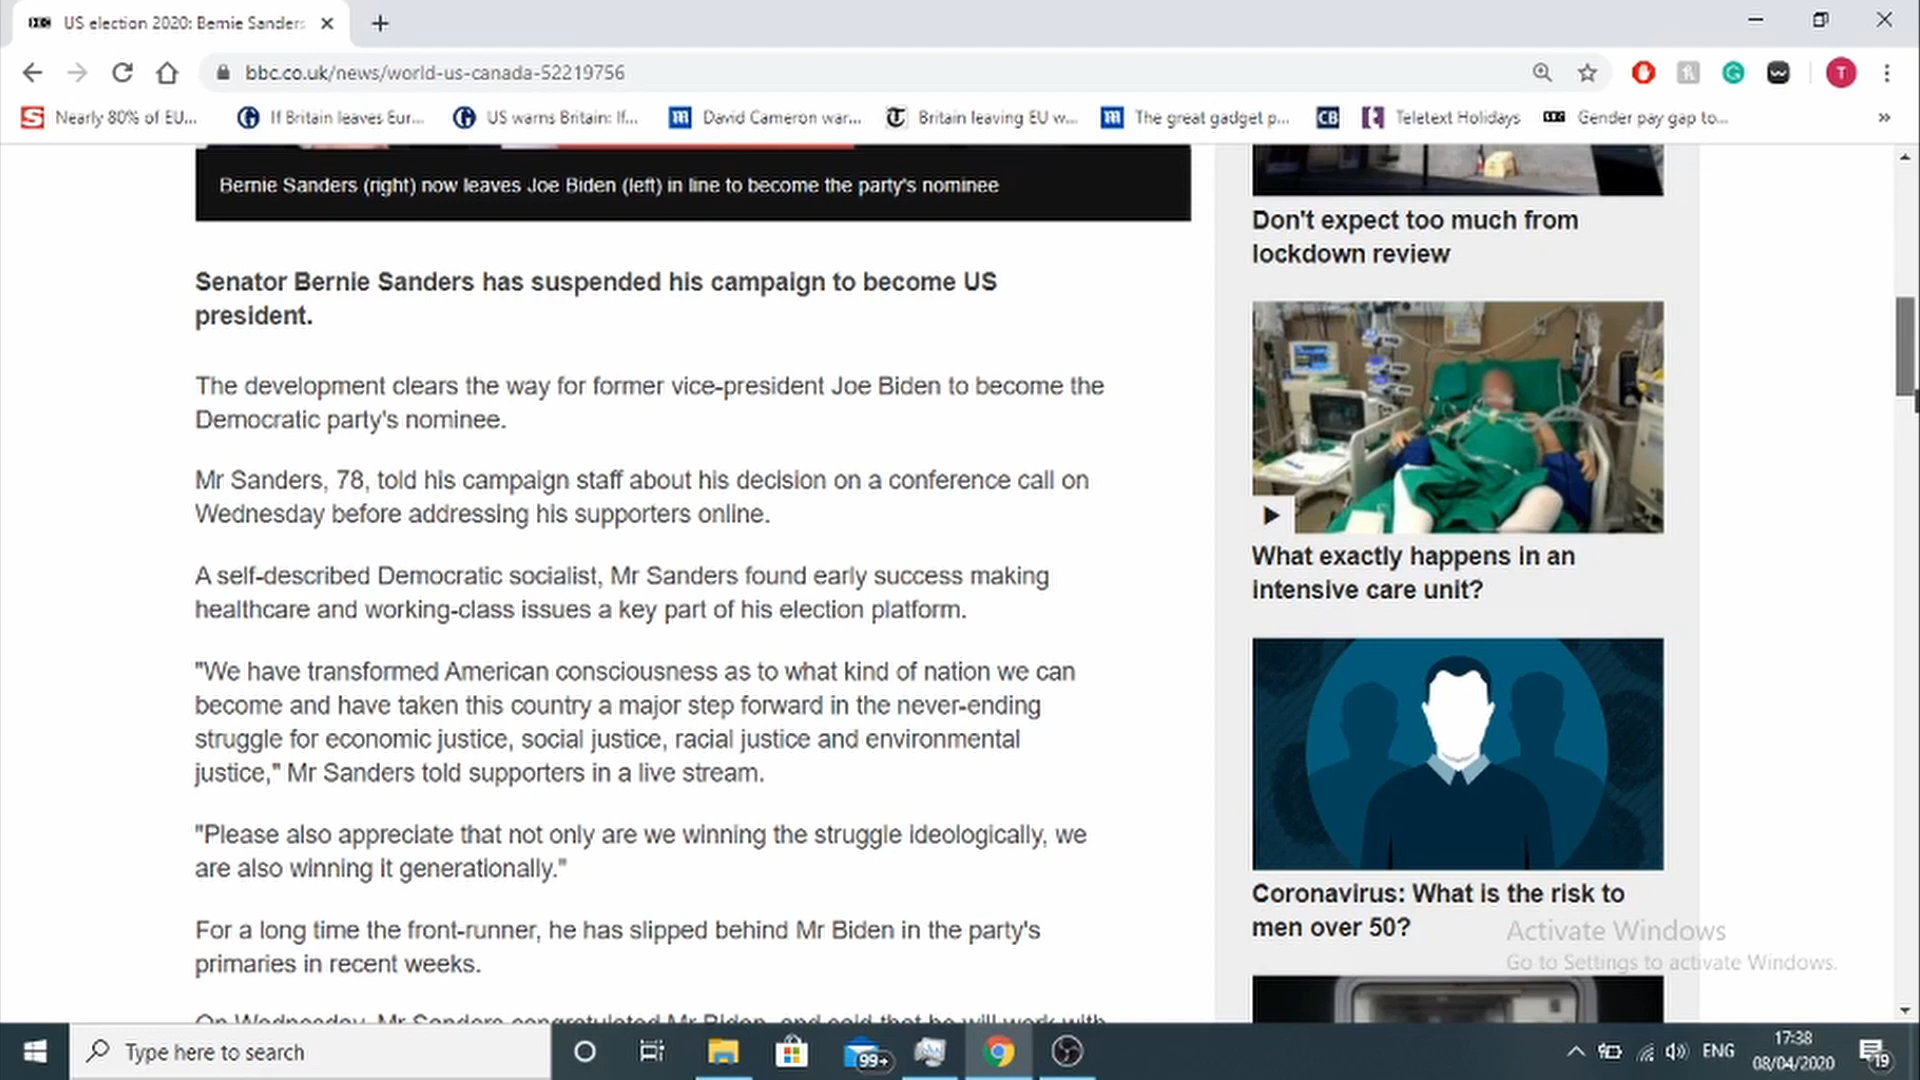 US election 2020: Bernie Sanders
bbc.co.uk/news/world-us-canada-52219756
T
Nearly 80% of EU...
If Britain leaves Eur...
US warns Britain: If...
David Cameron war...
Britain leaving EU w...
The great gadget p...
CB
Teletext Holidays
Gender pay gap to...
Bernie Sanders (right) now leaves Joe Biden (left) in line to become the party's nominee
Senator Bernie Sanders has suspended his campaign to become US
president.
The development clears the way for former vice-president Joe Biden to become the
Democratic party's nominee.
Mr Sanders, 78, told his campaign staff about his decision on a conference call on
Wednesday before addressing his supporters online.
A self-described Democratic socialist, Mr Sanders found early success making
healthcare and working-class issues a key part of his election platform.
"We have transformed American consciousness as to what kind of nation we can
become and have taken this country a major step forward in the never-ending
struggle for economic justice, social justice, racial justice and environmental
justice," Mr Sanders told supporters in a live stream.
"Please also appreciate that not only are we winning the struggle ideologically, we
are also winning it generationally."
For a long time the front-runner, he has slipped behind Mr Biden in the party's
primaries in recent weeks.
On Wednesday, Mr Sanders congratulated Mr Biden, and said that he will work with
Don't expect too much from
lockdown review
What exactly happens in an
intensive care unit?
Coronavirus: What is the risk to
men over 50?
Activate Windows
Go to Settings to activate Windows.
Type here to search
99+
ENG
17:38
08/04/2020
19